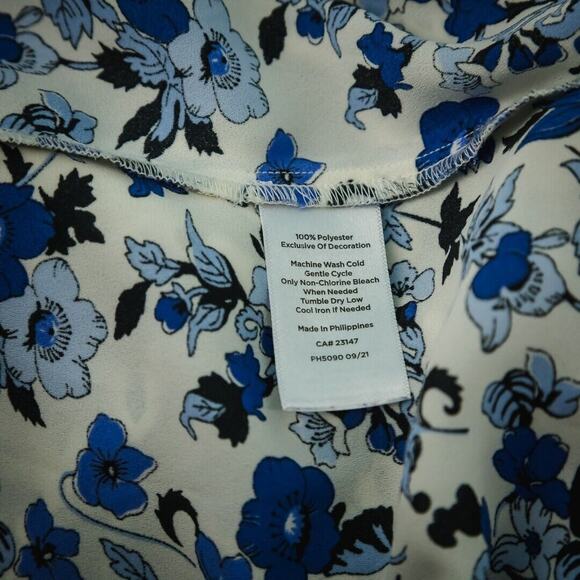 100% Polyester
Exclusive Of Decoration
Machine Wash Cold
Gentle Cycle
Only Non-Chlorine Bleach
When Needed
Tumble Dry Low
Cool Iron If Needed
Made in Philippines
CA# 23147
PH5090 09/21